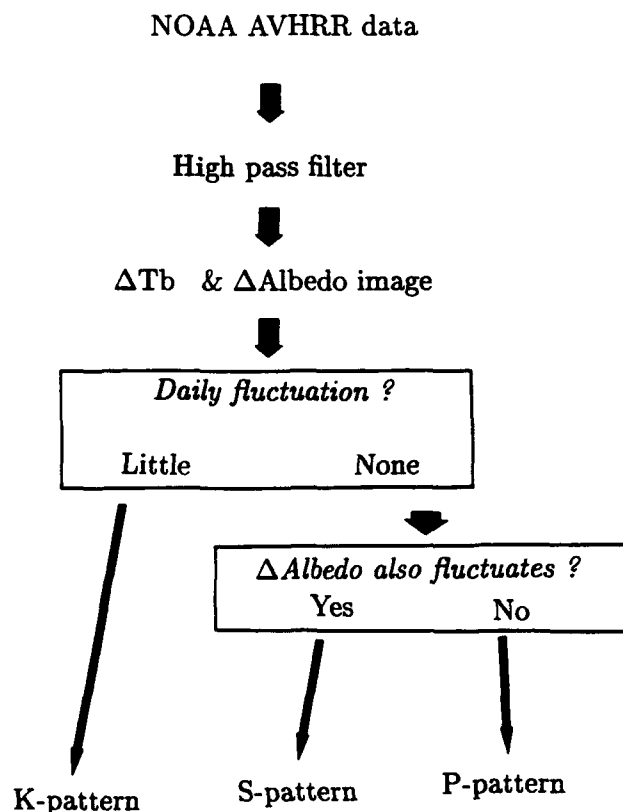 NOAA AVHRR data
High pass filter
ΔTb & ΔAlbedo image
Daily fluctuation ?
Little None
ΔAlbedo also fluctuates ?
Yes No
K-pattern S-pattern P-pattern